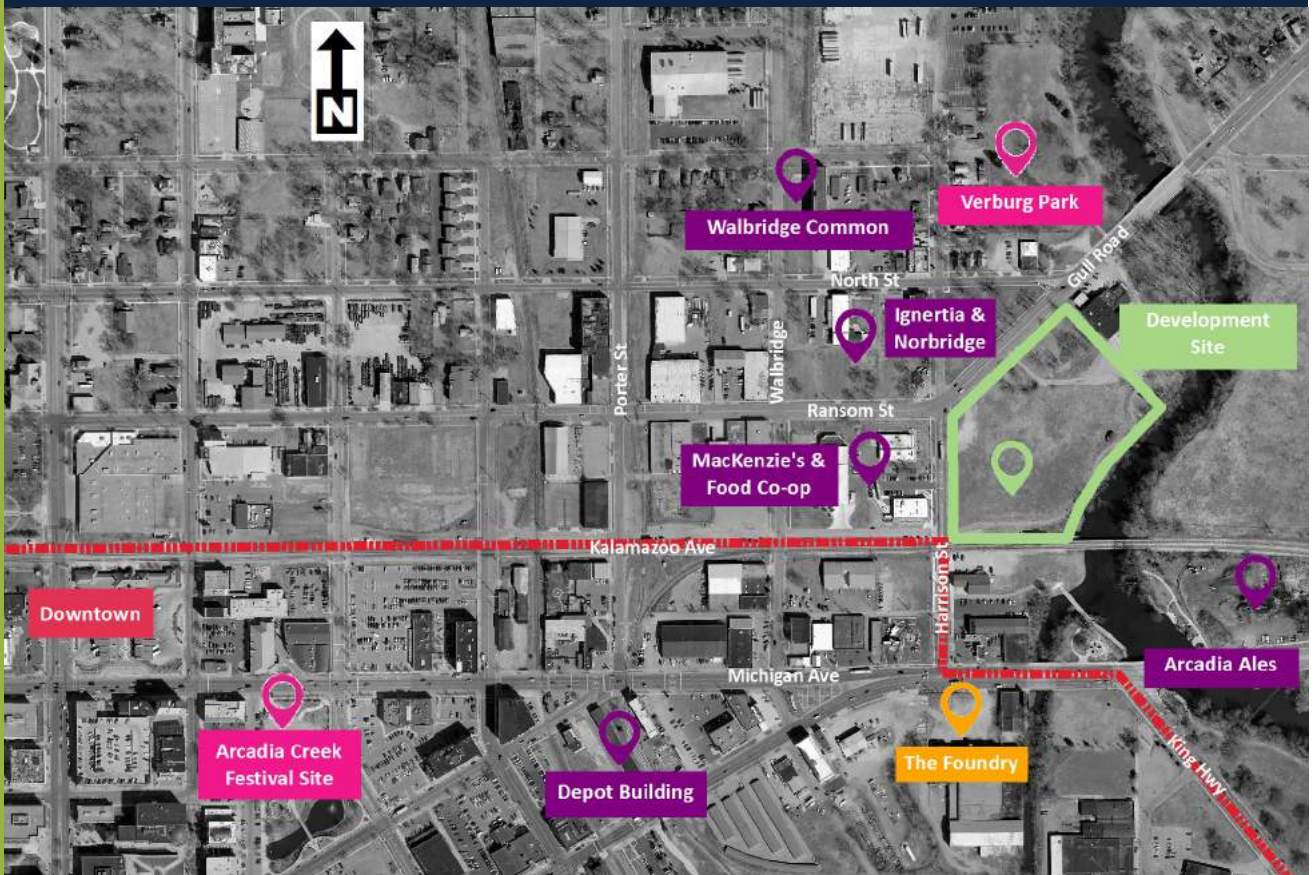 N
Verburg Park
Walbridge Common
Gull Road
North St
Ignertia &
Norbridge
Development
Site
Porter St
Walbridge
Ransom St
MacKenzie's &
Food Co-op
Kalamazoo Ave
Harrison St
Downtown
Arcadia Ales
Michigan Ave
Arcadia Creek
Festival Site
The Foundry
King Hwy
Depot Building